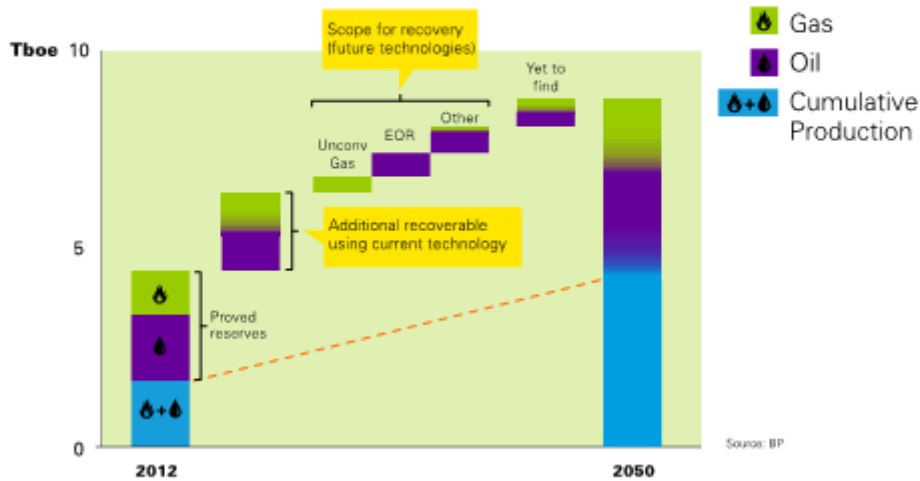 Scope for recovery
(future technologies)
Gas
Oil
Cumulative
Production
Tboe 10
Yet to
find
Other
EOR
Unconv
Gas
Additional recoverable
using current technology
5
Proved
reserves
0
Source: BP
2012
2050